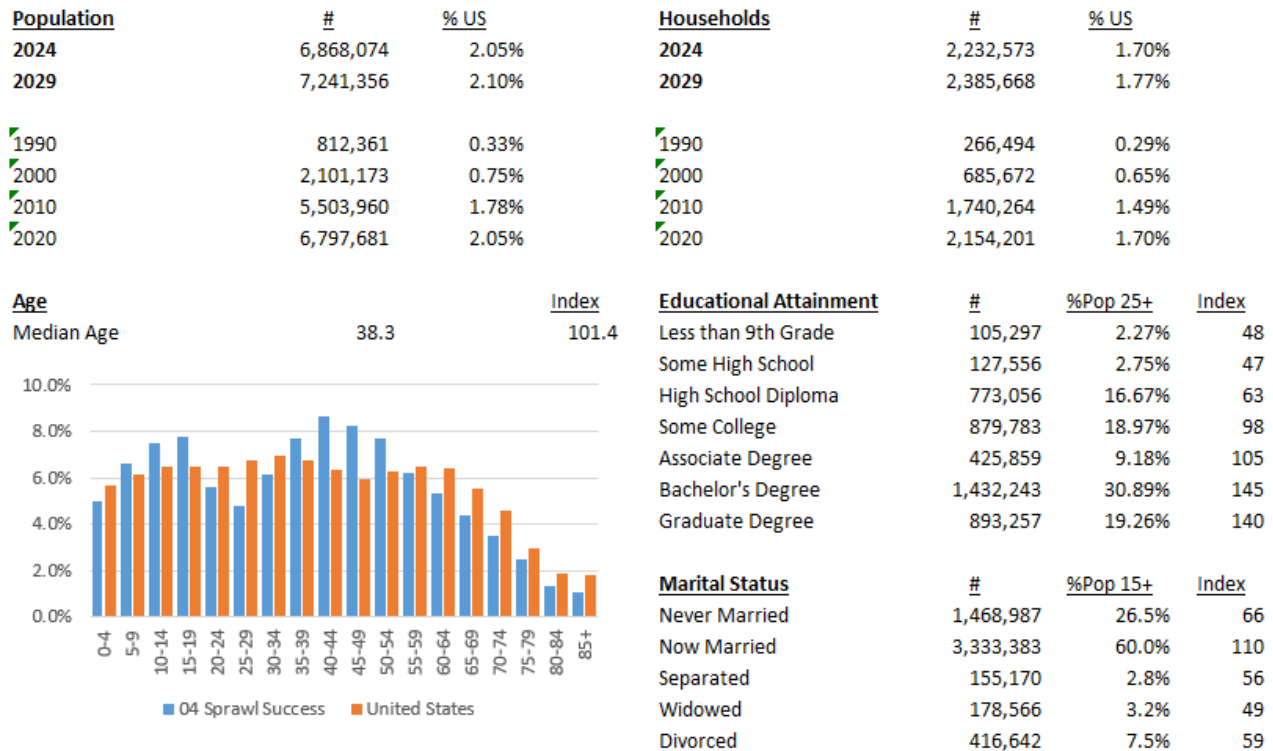 Population # % US
2024 6,868,074 2.05%
2029 7,241,356 2.10%
1990 812,361 0.33%
2000 2,101,173 0.75%
2010 5,503,960 1.78%
2020 6,797,681 2.05%
Households # % US
2024 2,232,573 1.70%
2029 2,385,668 1.77%
1990 266,494 0.29%
2000 685,672 0.65%
2010 1,740,264 1.49%
2020 2,154,201 1.70%
Age Index
Median Age 38.3 101.4
10.0%
8.0%
6.0%
4.0%
2.0%
0.0%
0-4 5-9 10-14 15-19 20-24 25-29 30-34 35-39 40-44 45-49 50-54 55-59 60-64 65-69 70-74 75-79 80-84 85+
04 Sprawl Success United States
Educational Attainment # %Pop 25+ Index
Less than 9th Grade 105,297 2.27% 48
Some High School 127,556 2.75% 47
High School Diploma 773,056 16.67% 63
Some College 879,783 18.97% 98
Associate Degree 425,859 9.18% 105
Bachelor's Degree 1,432,243 30.89% 145
Graduate Degree 893,257 19.26% 140
Marital Status # %Pop 15+ Index
Never Married 1,468,987 26.5% 66
Now Married 3,333,383 60.0% 110
Separated 155,170 2.8% 56
Widowed 178,566 3.2% 49
Divorced 416,642 7.5% 59